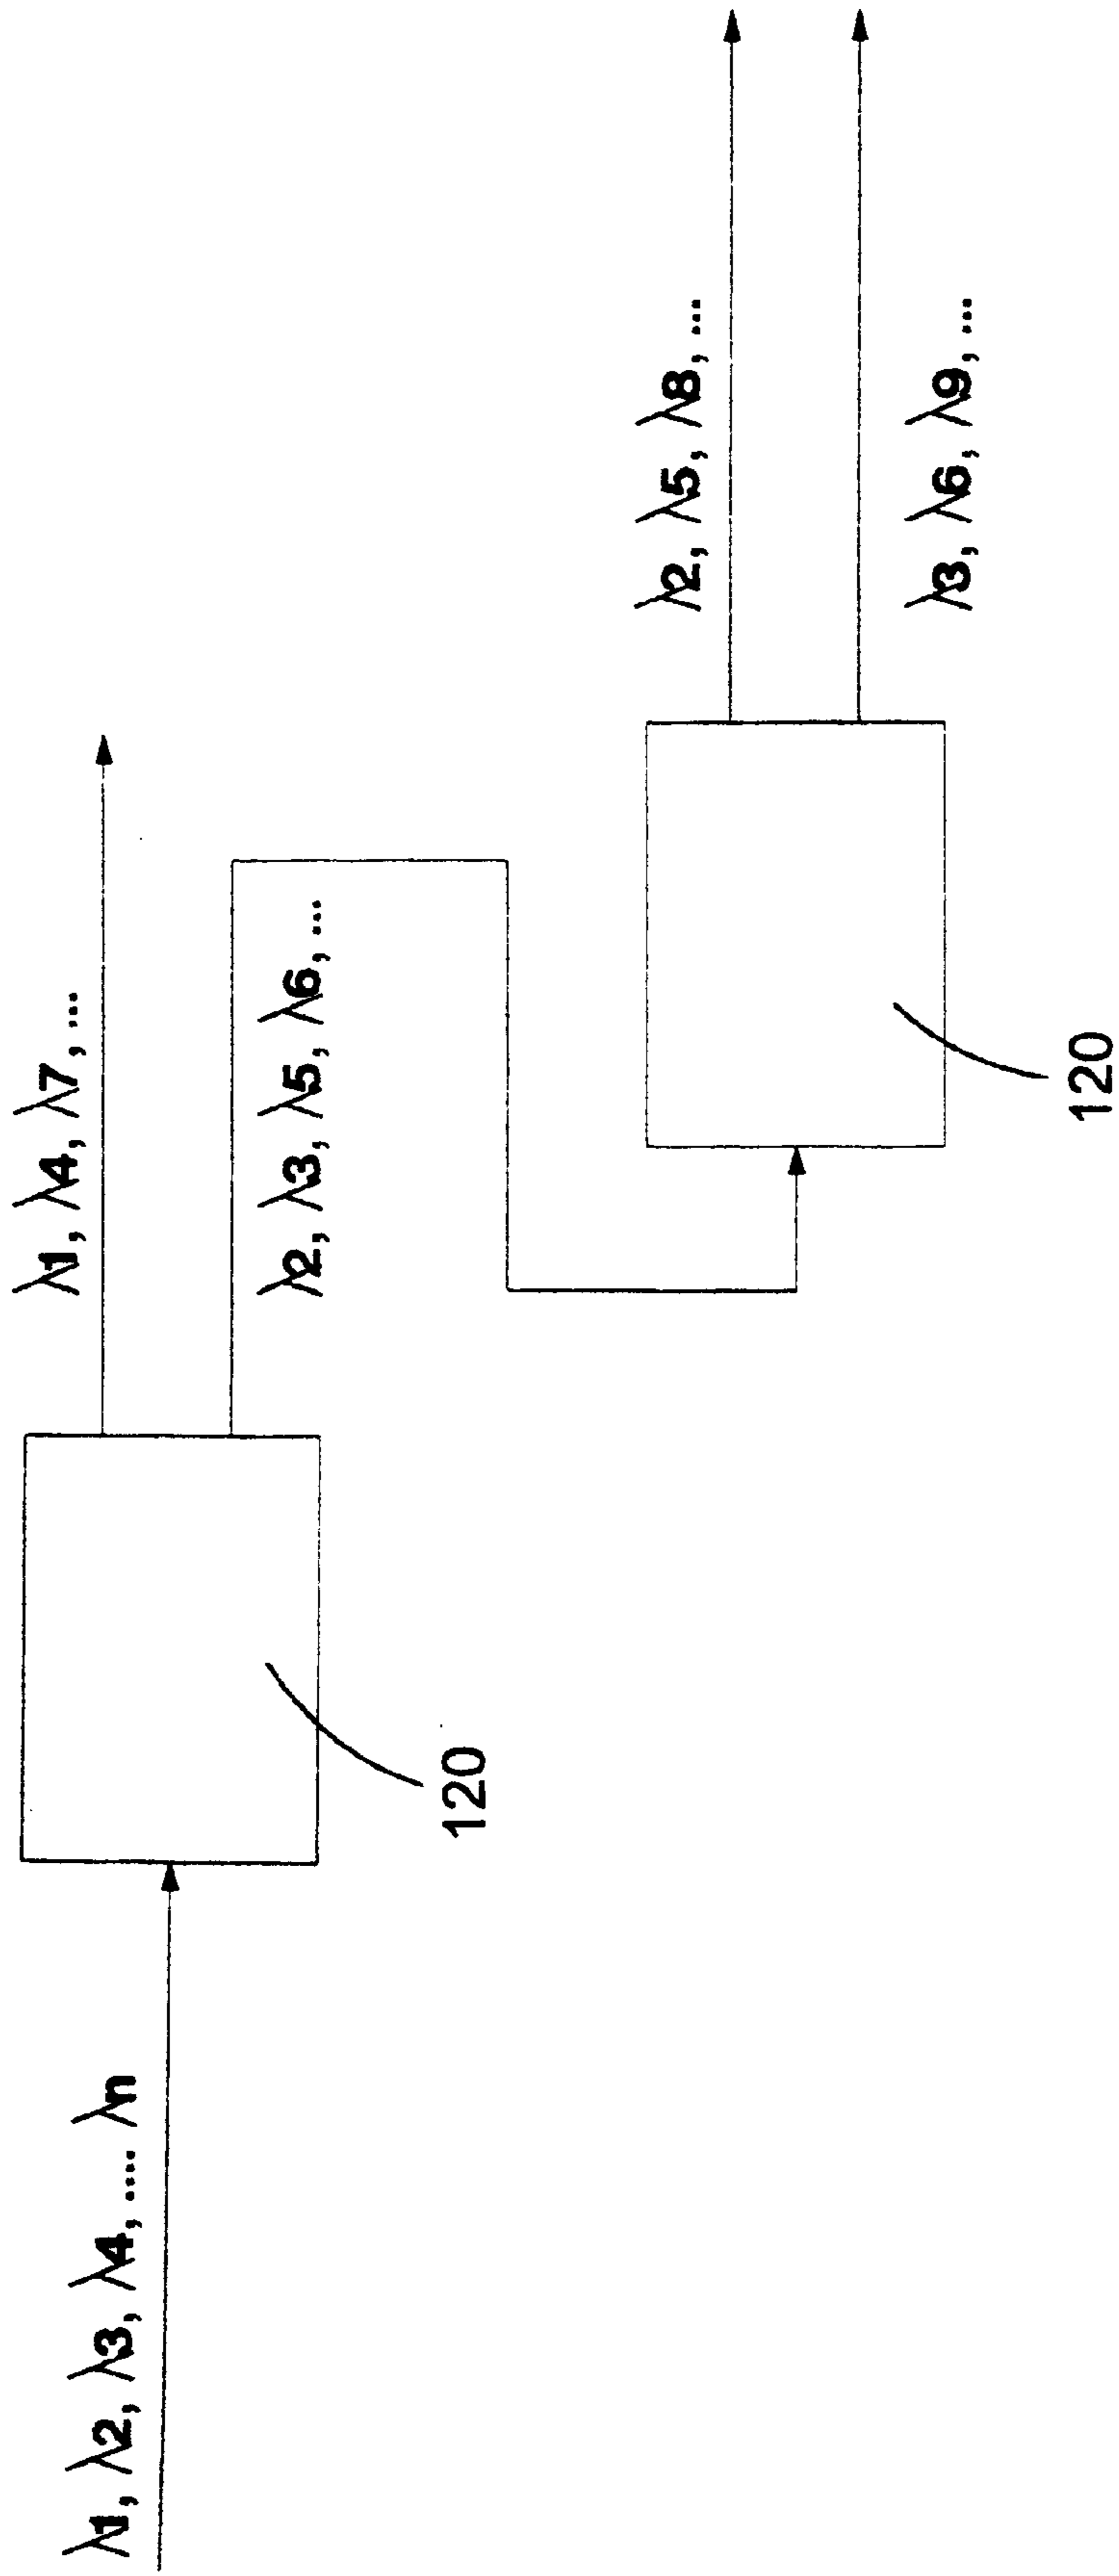 λ1, λ2, λ3, λ4, .... λn
120
λ1, λ4, λ7, ...
λ2, λ3, λ5, λ6, ...
120
λ2, λ5, λ8, ...
λ3, λ6, λ9, ...